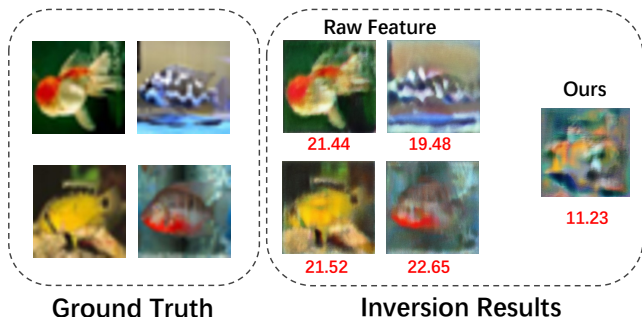 Raw Feature
Ours
21.44
19.48
11.23
21.52
22.65
Ground Truth
Inversion Results